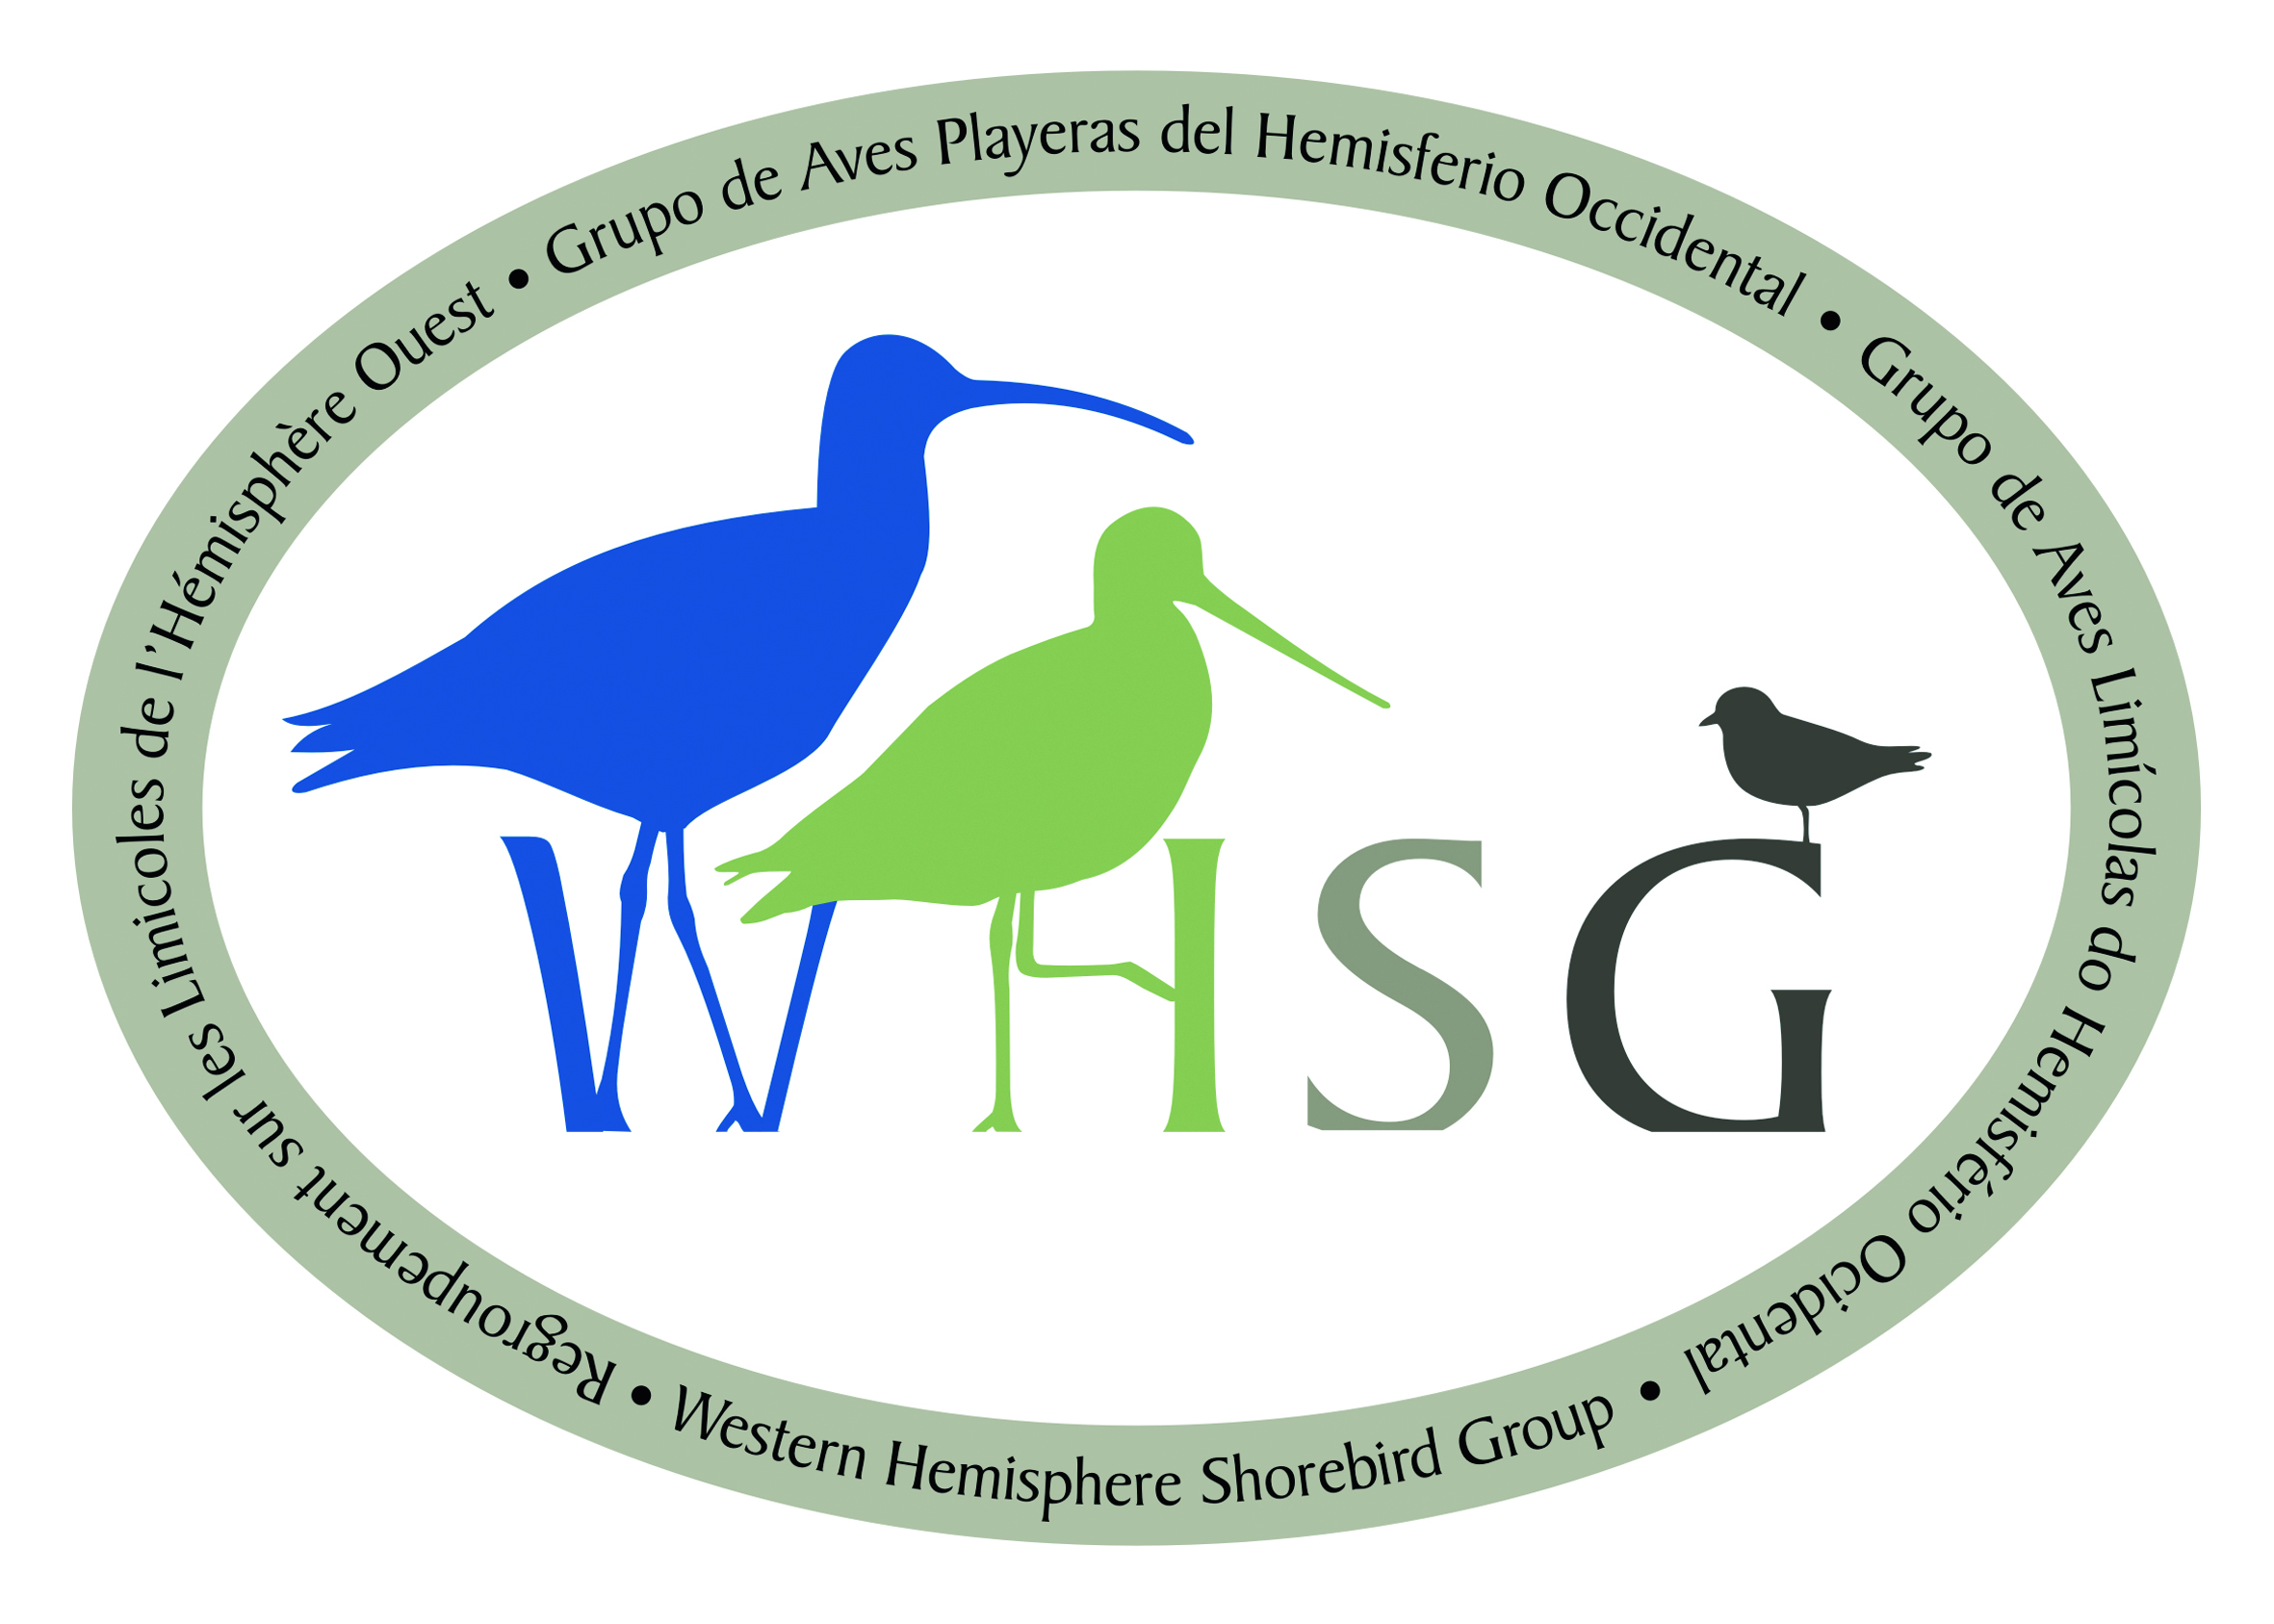 Grupo de Aves Playeras del Hemisferio Occidental •
Grupo de Aves Limícolas do Hemisfério Ocidental •
Western Hemisphere Shorebird Group •
Regroupement sur les Limicoles de l'Hémisphère Ouest •
WHSG